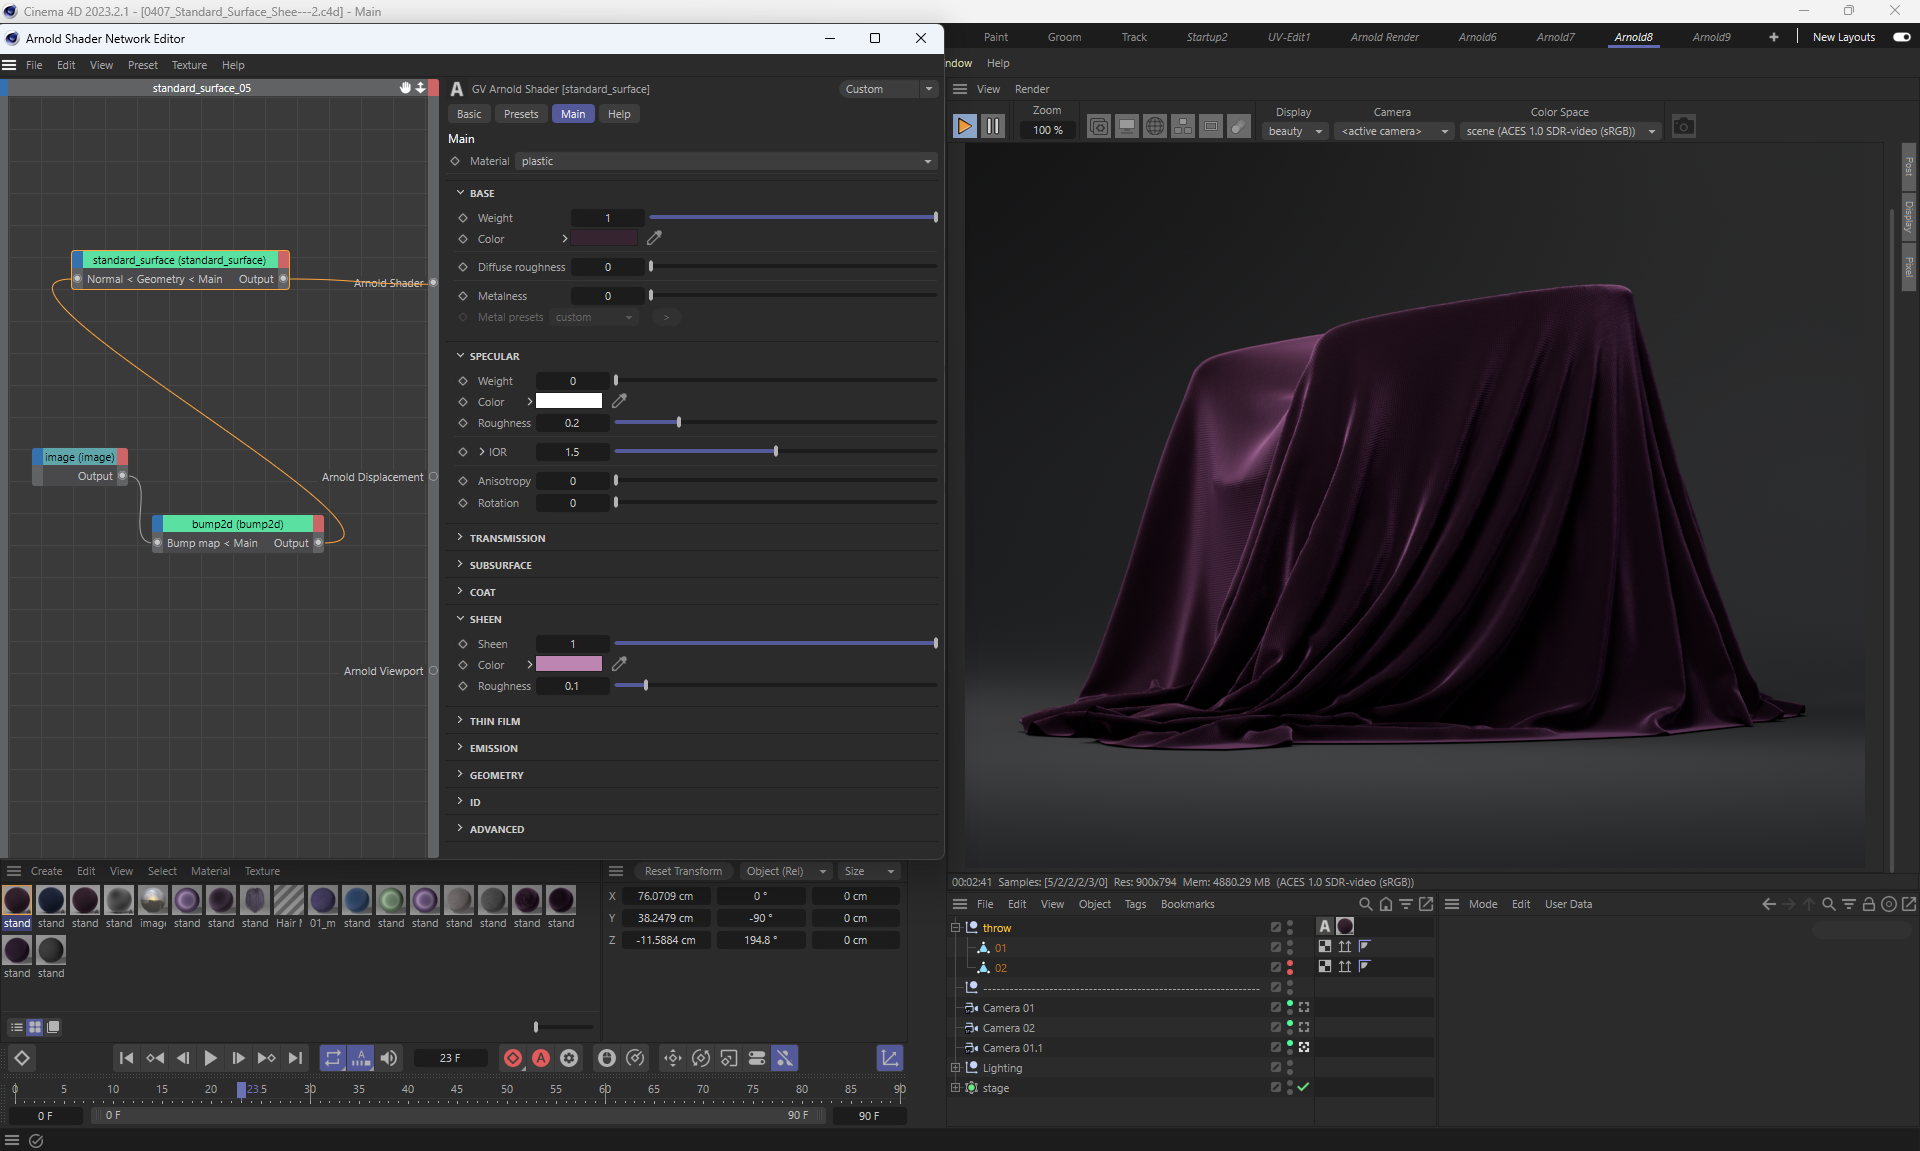 Cinema 4D 2023.2.1 - [0407_Standard_Surface_Shee---2.c4d] - Main
Arnold Shader Network Editor
Paint Groom Track Startup2 UV-Edit1 Arnold Render Arnold6 Arnold7 Arnold8 Arnold9 + New Layouts
File Edit View Preset Texture Help
ndow Help
standard_surface_05
GV Arnold Shader [standard_surface]
Custom
Basic Presets Main Help
Main
Material plastic
BASE
Weight 1
Color
Diffuse roughness 0
Metalness 0
Metal presets custom >
SPECULAR
Weight 0
Color
Roughness 0.2
IOR 1.5
Anisotropy 0
Rotation 0
TRANSMISSION
SUBSURFACE
COAT
SHEEN
Sheen 1
Color
Roughness 0.1
THIN FILM
EMISSION
GEOMETRY
ID
ADVANCED
standard_surface (standard_surface)
Normal < Geometry < Main Output
Arnold Shader
image (image)
Output
Arnold Displacement
bump2d (bump2d)
Bump map < Main Output
Arnold Viewport
View Render
Zoom
100 %
Display
beauty
Camera
<active camera>
Color Space
scene (ACES 1.0 SDR-video (sRGB))
Post
Display
Pixel
00:02:41 Samples: [5/2/2/2/3/0] Res: 900x794 Mem: 4880.29 MB (ACES 1.0 SDR-video (sRGB))
Create Edit View Select Material Texture
stand stand stand stand image stand stand stand Hair 01_m stand stand stand stand stand stand stand
stand stand
Reset Transform Object (Rel) Size
X 76.0709 cm 0 ° 0 cm
Y 38.2479 cm -90 ° 0 cm
Z -11.5884 cm 194.8 ° 0 cm
File Edit View Object Tags Bookmarks
throw
01
02
Camera 01
Camera 02
Camera 01.1
Lighting
stage
Mode Edit User Data
23 F
0 5 10 15 20 23.5 30 35 40 45 50 55 60 65 70 75 80 85 90
0 F 0 F 90 F 90 F